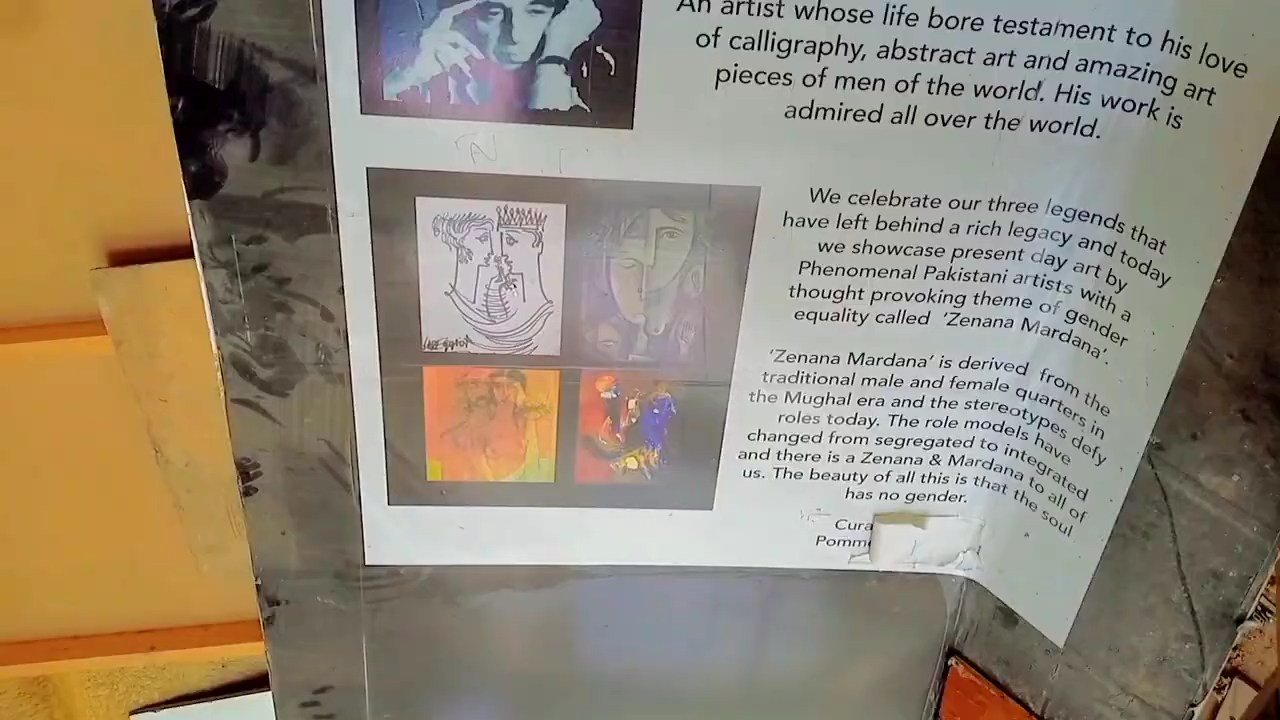 An artist whose life bore testament to his love
of calligraphy, abstract art and amazing art
pieces of men of the world. His work is
admired all over the world.
We celebrate our three legends that
have left behind a rich legacy and today
we showcase present day art by
Phenomenal Pakistani artists with a
thought provoking theme of gender
equality called 'Zenana Mardana'.
'Zenana Mardana' is derived from the
traditional male and female quarters in
the Mughal era and the stereotypes defy
roles today. The role models have
changed from segregated to integrated
and there is a Zenana & Mardana to all of
us. The beauty of all this is that the soul
has no gender.
Cura
Pomme